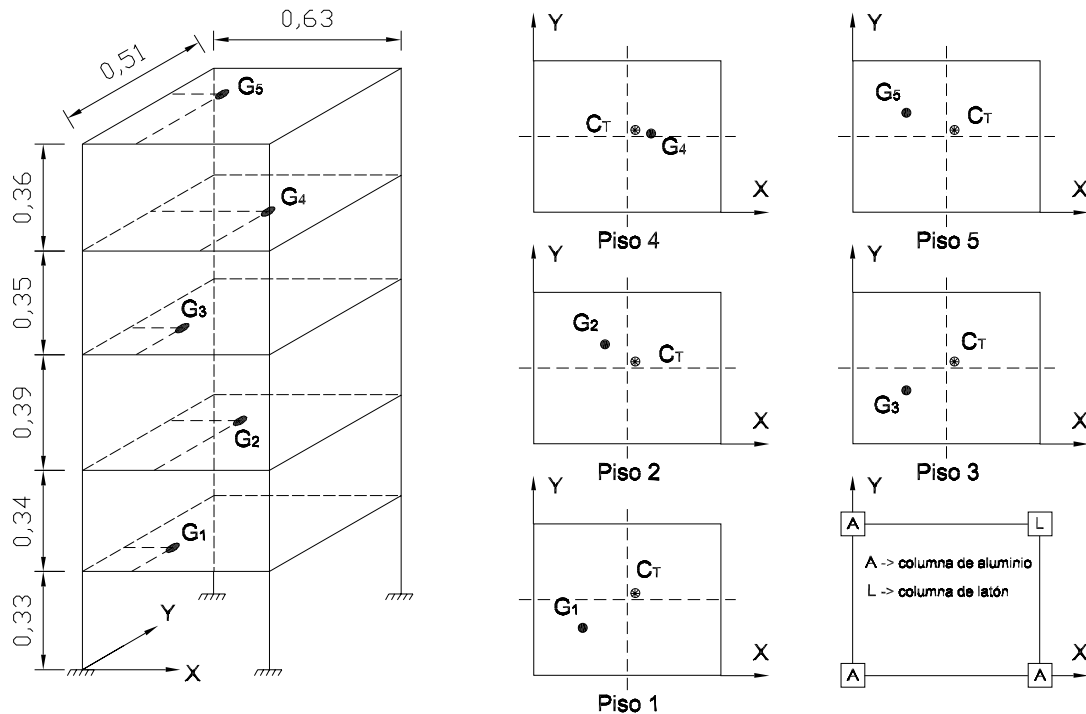 0,63
0,51
G5
0,36
G4
0,35
G3
0,39
G2
0,34
G1
0,33
Y
X
Y
CT
G4
X
Piso 4
Y
G5
CT
X
Piso 5
Y
G2
CT
X
Piso 2
Y
CT
G3
X
Piso 3
Y
CT
G1
X
Piso 1
Y
A
L
A -> columna de aluminio
L -> columna de latón
X
A
A